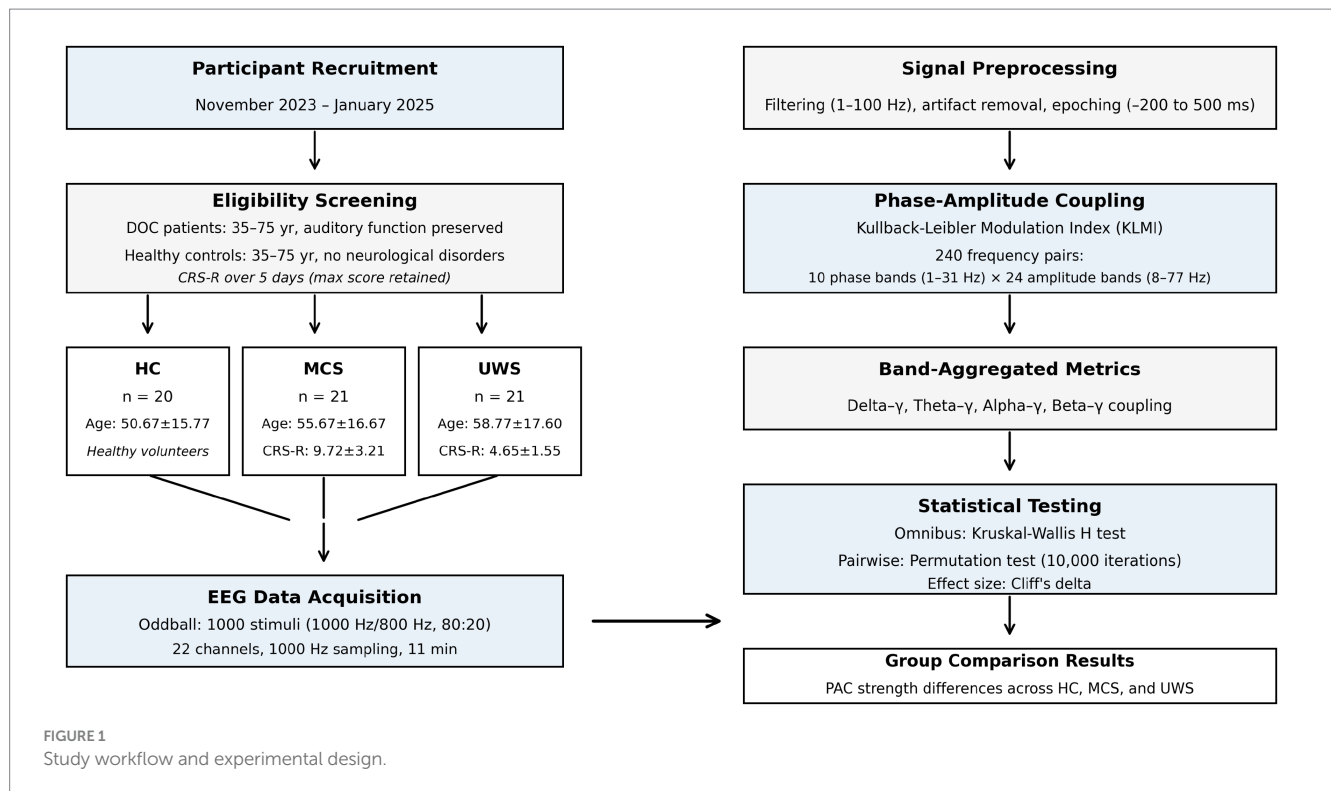 Participant Recruitment
November 2023 – January 2025
Eligibility Screening
DOC patients: 35–75 yr, auditory function preserved
Healthy controls: 35–75 yr, no neurological disorders
CRS-R over 5 days (max score retained)
HC
n = 20
Age: 50.67±15.77
Healthy volunteers
MCS
n = 21
Age: 55.67±16.67
CRS-R: 9.72±3.21
UWS
n = 21
Age: 58.77±17.60
CRS-R: 4.65±1.55
EEG Data Acquisition
Oddball: 1000 stimuli (1000 Hz/800 Hz, 80:20)
22 channels, 1000 Hz sampling, 11 min
Signal Preprocessing
Filtering (1–100 Hz), artifact removal, epoching (–200 to 500 ms)
Phase-Amplitude Coupling
Kullback-Leibler Modulation Index (KLMI)
240 frequency pairs:
10 phase bands (1–31 Hz) × 24 amplitude bands (8–77 Hz)
Band-Aggregated Metrics
Delta–γ, Theta–γ, Alpha–γ, Beta–γ coupling
Statistical Testing
Omnibus: Kruskal-Wallis H test
Pairwise: Permutation test (10,000 iterations)
Effect size: Cliff's delta
Group Comparison Results
PAC strength differences across HC, MCS, and UWS
FIGURE 1
Study workflow and experimental design.